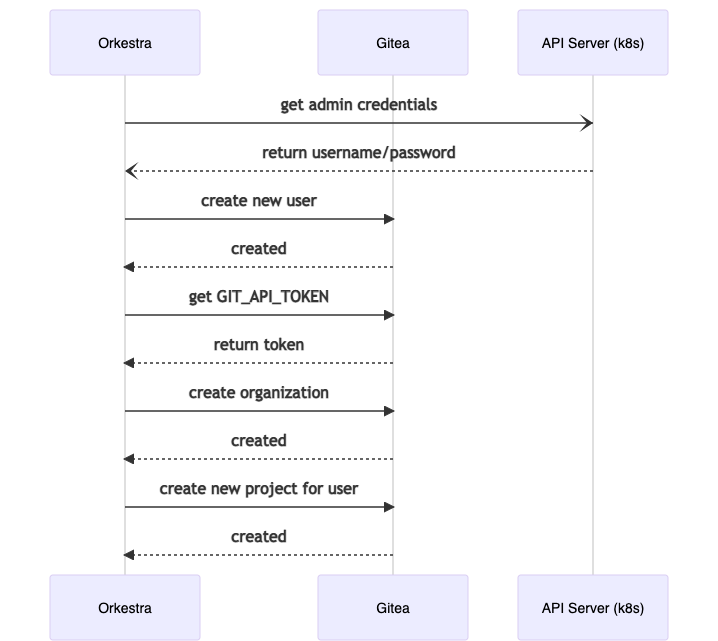 Orkestra
Gitea
API Server (k8s)
get admin credentials
return username/password
create new user
created
get GIT_API_TOKEN
return token
create organization
created
create new project for user
created
Orkestra
Gitea
API Server (k8s)